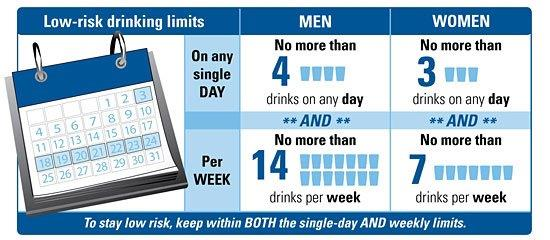 Low-risk drinking limits
MEN
WOMEN
On any
single
DAY
No more than
4
drinks on any day
No more than
3
drinks on any day
** AND **
** AND **
Per
WEEK
No more than
14
drinks per week
No more than
7
drinks per week
1 2 3
4 5 6 7 8 9 10
11 12 13 14 15 16 17
18 19 20 21 22 23 24
25 26 27 28 29 30 31
To stay low risk, keep within BOTH the single-day AND weekly limits.